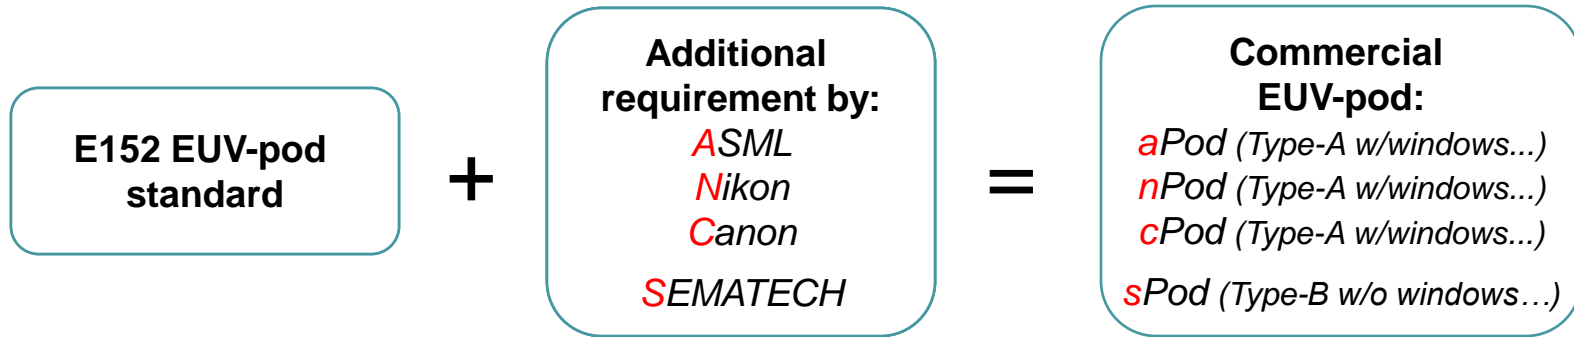 E152 EUV-pod
standard
+
Additional
requirement by:
ASML
Nikon
Canon
SEMATECH
=
Commercial
EUV-pod:
aPod (Type-A w/windows...)
nPod (Type-A w/windows...)
cPod (Type-A w/windows...)
sPod (Type-B w/o windows…)